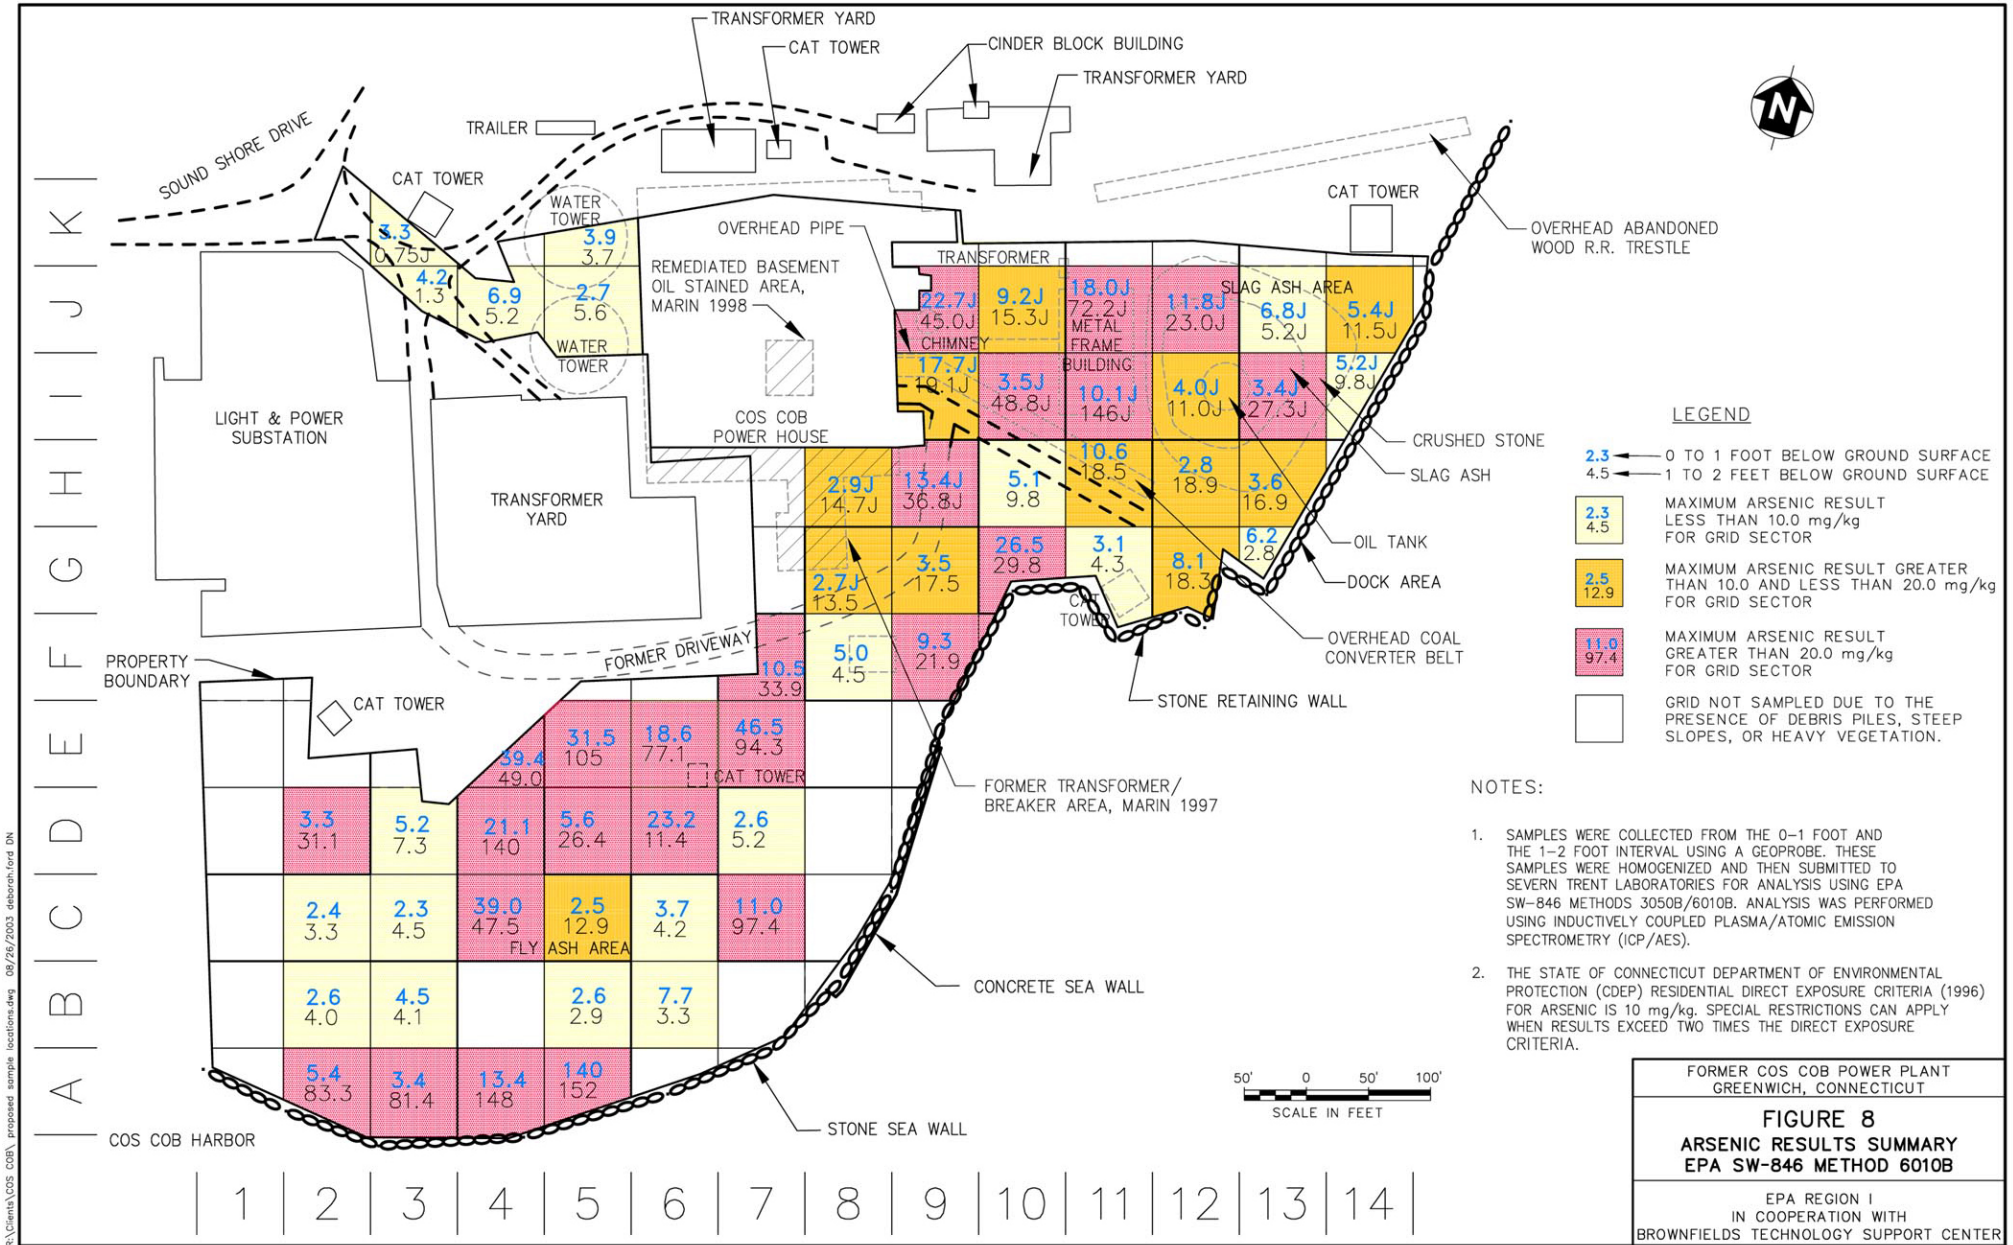 TRANSFORMER YARD
CAT TOWER
CINDER BLOCK BUILDING
TRANSFORMER YARD
TRAILER
SOUND SHORE DRIVE
CAT TOWER
WATER
TOWER
OVERHEAD PIPE
CAT TOWER
OVERHEAD ABANDONED
WOOD R.R. TRESTLE
N
K
3.3
0.75J
3.9
3.7
REMEDIATED BASEMENT
OIL STAINED AREA,
MARIN 1998
TRANSFORMER
SLAG ASH AREA
J
4.2
1.3
6.9
5.2
2.7
5.6
22.7J
45.0J
9.2J
15.3J
18.0J
72.2J
11.8J
23.0J
6.8J
5.2J
5.4J
11.5J
WATER
TOWER
CHIMNEY
METAL
FRAME
BUILDING
I
17.7J
19.1J
3.5J
48.8J
10.1J
146J
4.0J
11.0J
3.4J
27.3J
5.2J
9.8J
LIGHT & POWER
SUBSTATION
COS COB
POWER HOUSE
CRUSHED STONE
SLAG ASH
H
TRANSFORMER
YARD
2.9J
14.7J
13.4J
36.8J
5.1
9.8
10.6
18.5
2.8
18.9
3.6
16.9
OIL TANK
DOCK AREA
G
2.7J
13.5
3.5
17.5
26.5
29.8
3.1
4.3
8.1
18.3
6.2
2.8
CAT
TOWER
OVERHEAD COAL
CONVERTER BELT
F
PROPERTY
BOUNDARY
FORMER DRIVEWAY
10.5
33.9
5.0
4.5
9.3
21.9
STONE RETAINING WALL
CAT TOWER
E
39.4
49.0
31.5
105
18.6
77.1
46.5
94.3
CAT TOWER
FORMER TRANSFORMER/
BREAKER AREA, MARIN 1997
D
3.3
31.1
5.2
7.3
21.1
140
5.6
26.4
23.2
11.4
2.6
5.2
C
2.4
3.3
2.3
4.5
39.0
47.5
2.5
12.9
3.7
4.2
11.0
97.4
FLY ASH AREA
CONCRETE SEA WALL
B
2.6
4.0
4.5
4.1
2.6
2.9
7.7
3.3
A
5.4
83.3
3.4
81.4
13.4
148
140
152
STONE SEA WALL
COS COB HARBOR
1 2 3 4 5 6 7 8 9 10 11 12 13 14
50' 0 50' 100'
SCALE IN FEET
LEGEND
2.3 0 TO 1 FOOT BELOW GROUND SURFACE
4.5 1 TO 2 FEET BELOW GROUND SURFACE
2.3
4.5
MAXIMUM ARSENIC RESULT
LESS THAN 10.0 mg/kg
FOR GRID SECTOR
2.5
12.9
MAXIMUM ARSENIC RESULT GREATER
THAN 10.0 AND LESS THAN 20.0 mg/kg
FOR GRID SECTOR
11.0
97.4
MAXIMUM ARSENIC RESULT
GREATER THAN 20.0 mg/kg
FOR GRID SECTOR
GRID NOT SAMPLED DUE TO THE
PRESENCE OF DEBRIS PILES, STEEP
SLOPES, OR HEAVY VEGETATION.
NOTES:
1. SAMPLES WERE COLLECTED FROM THE 0-1 FOOT AND
THE 1-2 FOOT INTERVAL USING A GEOPROBE. THESE
SAMPLES WERE HOMOGENIZED AND THEN SUBMITTED TO
SEVERN TRENT LABORATORIES FOR ANALYSIS USING EPA
SW-846 METHODS 3050B/6010B. ANALYSIS WAS PERFORMED
USING INDUCTIVELY COUPLED PLASMA/ATOMIC EMISSION
SPECTROMETRY (ICP/AES).
2. THE STATE OF CONNECTICUT DEPARTMENT OF ENVIRONMENTAL
PROTECTION (CDEP) RESIDENTIAL DIRECT EXPOSURE CRITERIA (1996)
FOR ARSENIC IS 10 mg/kg. SPECIAL RESTRICTIONS CAN APPLY
WHEN RESULTS EXCEED TWO TIMES THE DIRECT EXPOSURE
CRITERIA.
FORMER COS COB POWER PLANT
GREENWICH, CONNECTICUT
FIGURE 8
ARSENIC RESULTS SUMMARY
EPA SW-846 METHOD 6010B
EPA REGION I
IN COOPERATION WITH
BROWNFIELDS TECHNOLOGY SUPPORT CENTER
R:\Clients\COS COB\ proposed sample locations.dwg 08/26/2003 deborah.ford DN